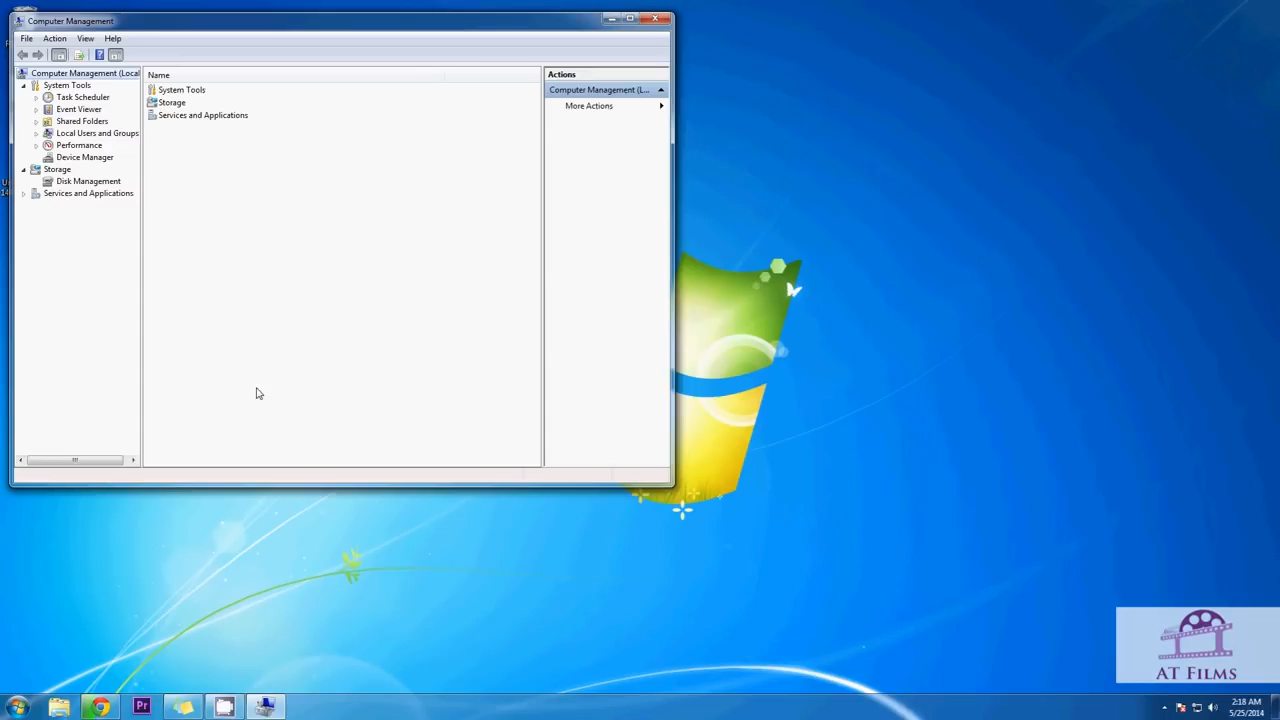 Computer Management
File Action View Help
Computer Management (Local
System Tools
Task Scheduler
Event Viewer
Shared Folders
Local Users and Groups
Performance
Device Manager
Storage
Disk Management
Services and Applications
Name
System Tools
Storage
Services and Applications
Actions
Computer Management (L...
More Actions
AT FILMS
Pr
2:18 AM
5/25/2014